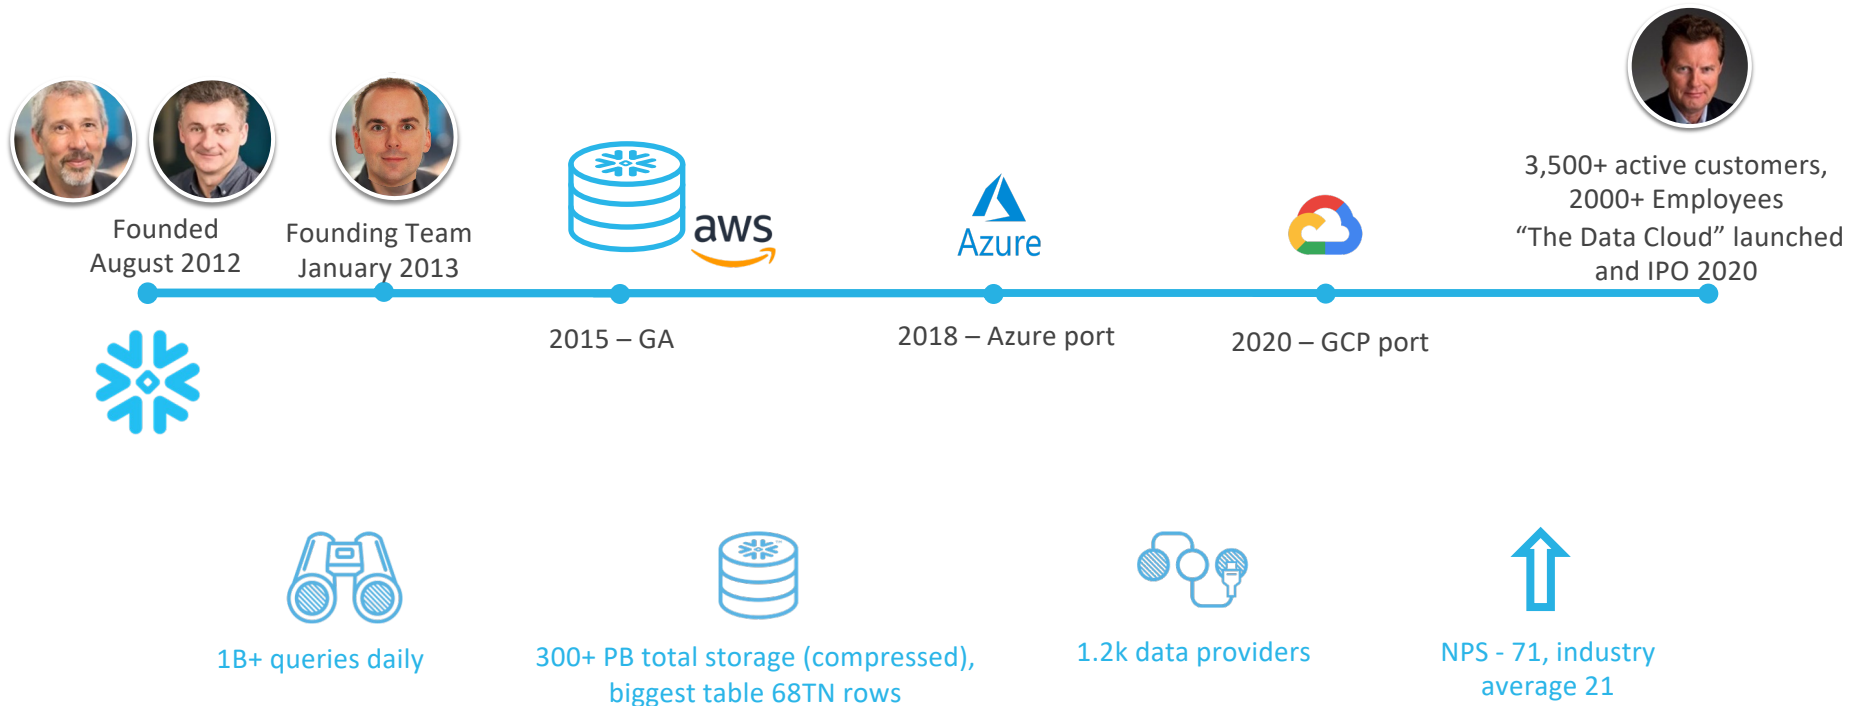 Founded
August 2012
Founding Team
January 2013
aws
Azure
3,500+ active customers,
2000+ Employees
“The Data Cloud” launched
and IPO 2020
2015 – GA
2018 – Azure port
2020 – GCP port
1B+ queries daily
300+ PB total storage (compressed),
biggest table 68TN rows
1.2k data providers
NPS - 71, industry
average 21